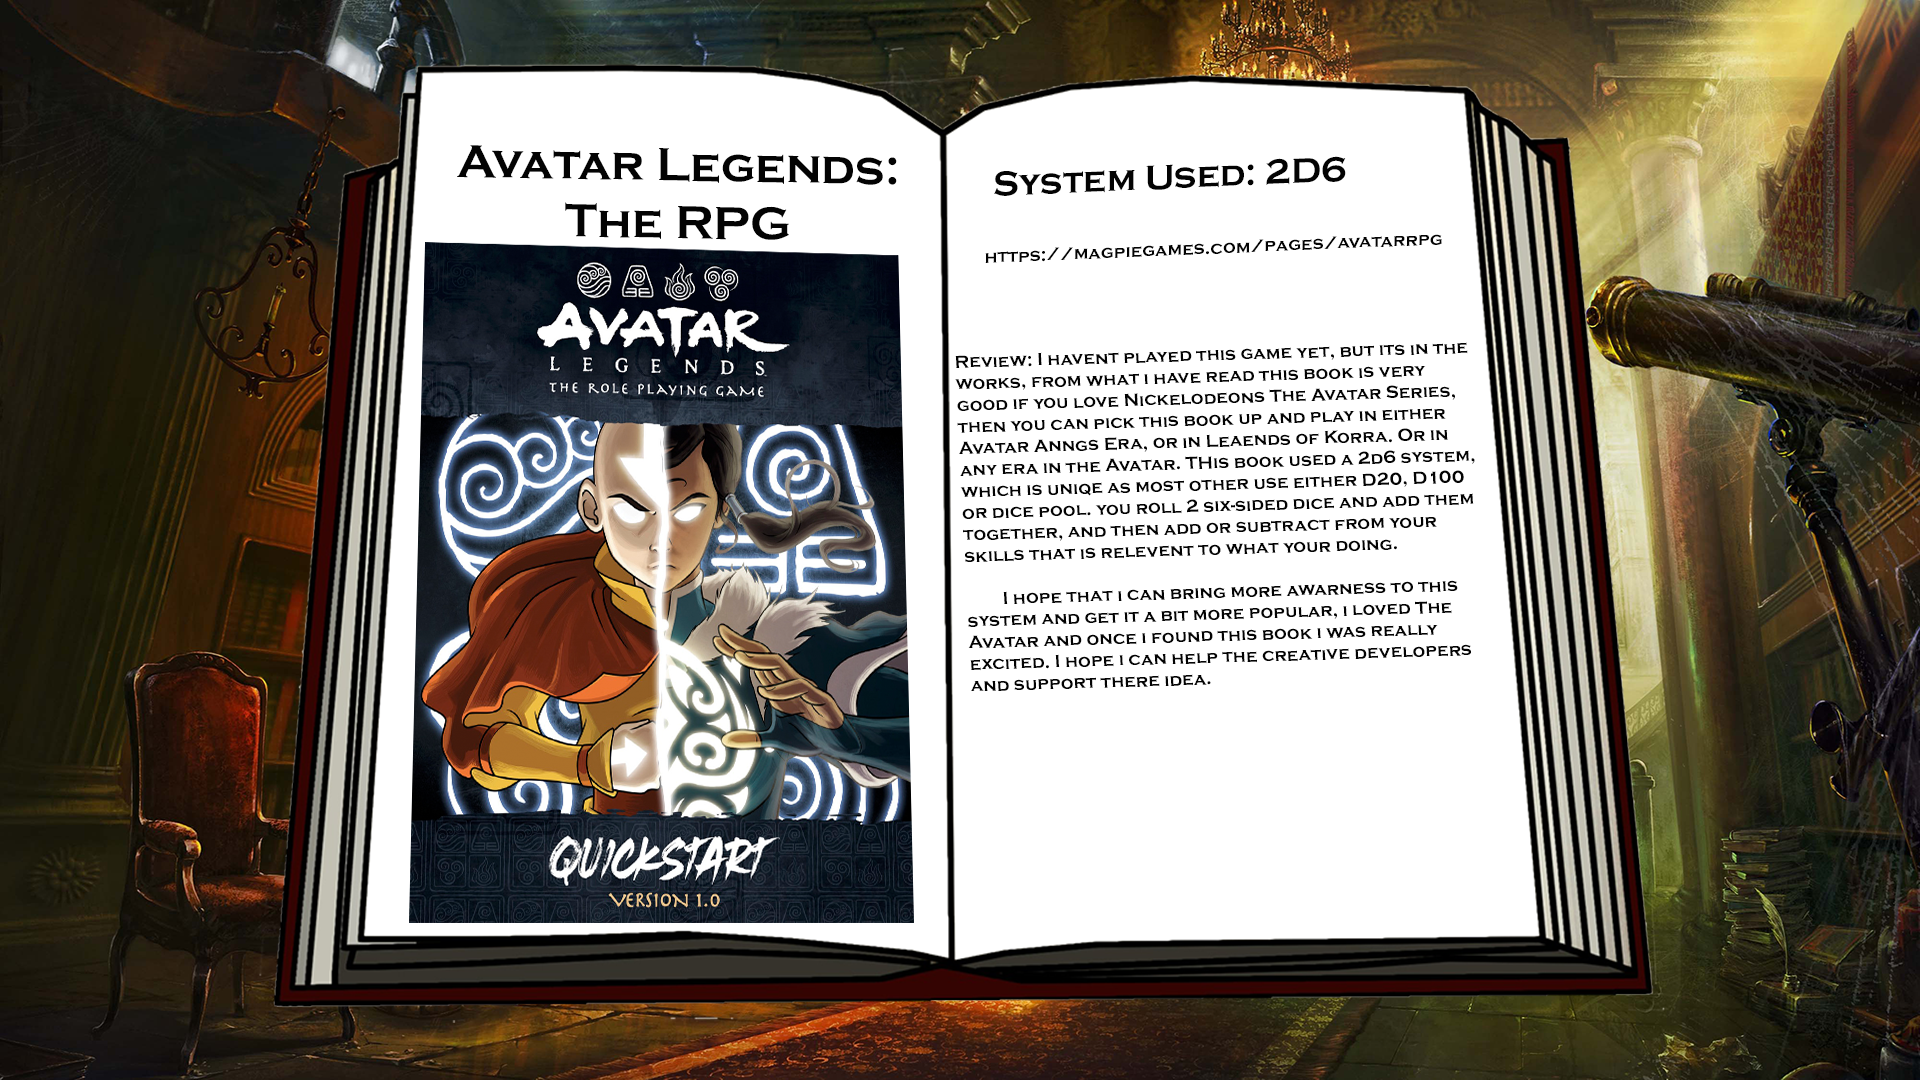 Avatar Legends:
The RPG
AVATAR
LEGENDS
THE ROLE PLAYING GAME
QUICKSTART
VERSION 1.0
System Used: 2D6
https://magpiegames.com/pages/avatarrpg
Review: I havent played this game yet, but its in the
works, from what i have read this book is very
good if you love Nickelodeons The Avatar Series,
then you can pick this book up and play in either
Avatar Anngs Era, or in Leaends of Korra. Or in
any era in the Avatar. THis book used a 2d6 system,
which is uniqe as most other use either D20, D100
or dice pool. you roll 2 six-sided dice and add them
together, and then add or subtract from your
skills that is relevent to what your doing.
I hope that i can bring more awarness to this
system and get it a bit more popular, i loved The
Avatar and once i found this book i was really
excited. I hope i can help the creative developers
and support there idea.